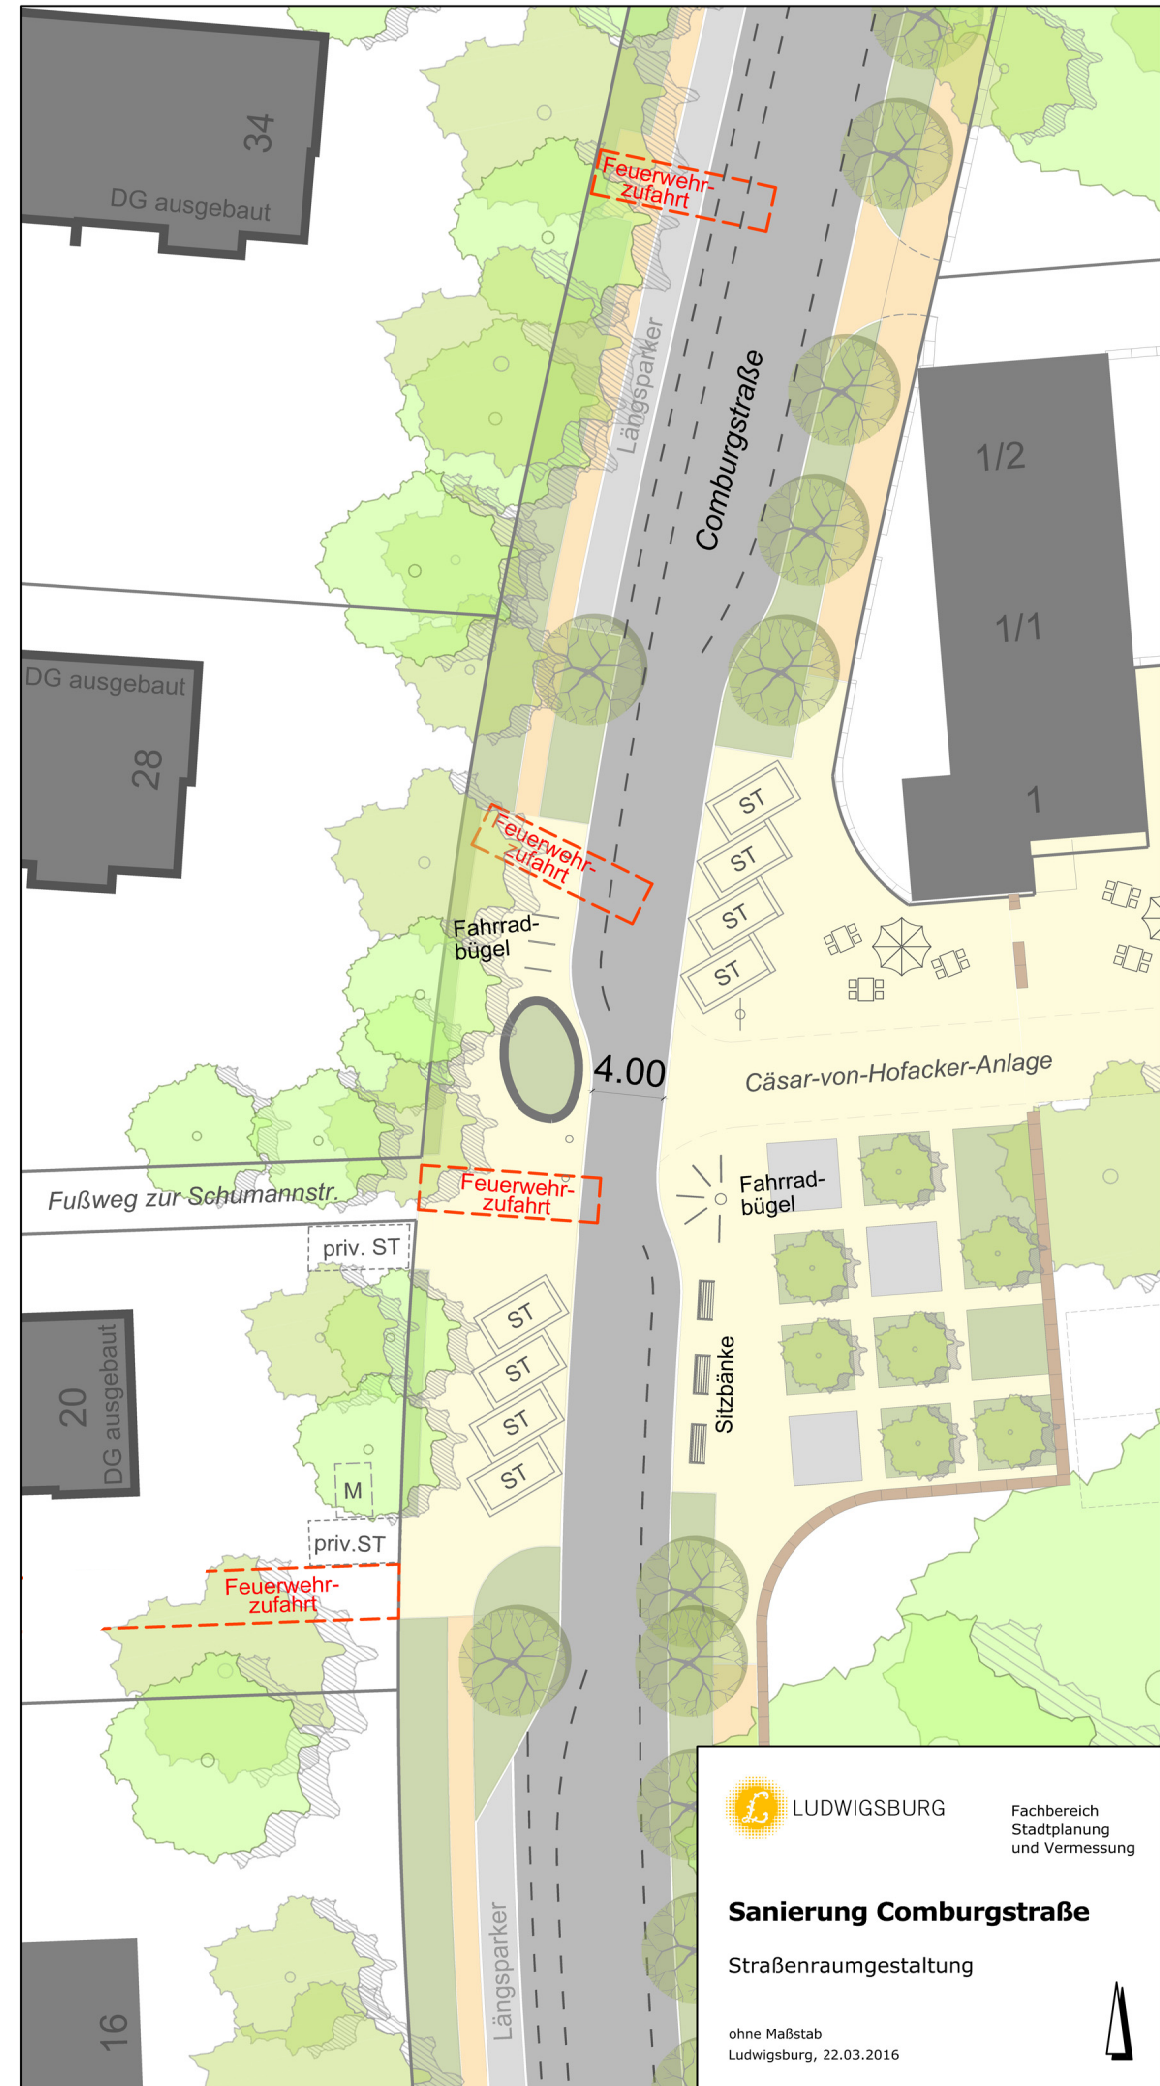 34
DG ausgebaut
Feuerwehr-
zufahrt
Längsparker
Comburgstraße
1/2
1/1
1
DG ausgebaut
28
Feuerwehr-
zufahrt
ST
ST
ST
ST
Fahrrad-
bügel
4.00
Cäsar-von-Hofacker-Anlage
Fußweg zur Schumannstr.
Feuerwehr-
zufahrt
Fahrrad-
bügel
priv. ST
ST
ST
ST
ST
Sitzbänke
20
DG ausgebaut
M
priv.ST
Feuerwehr-
zufahrt
Längsparker
16
LUDWIGSBURG
Fachbereich
Stadtplanung
und Vermessung
Sanierung Comburgstraße
Straßenraumgestaltung
ohne Maßstab
Ludwigsburg, 22.03.2016